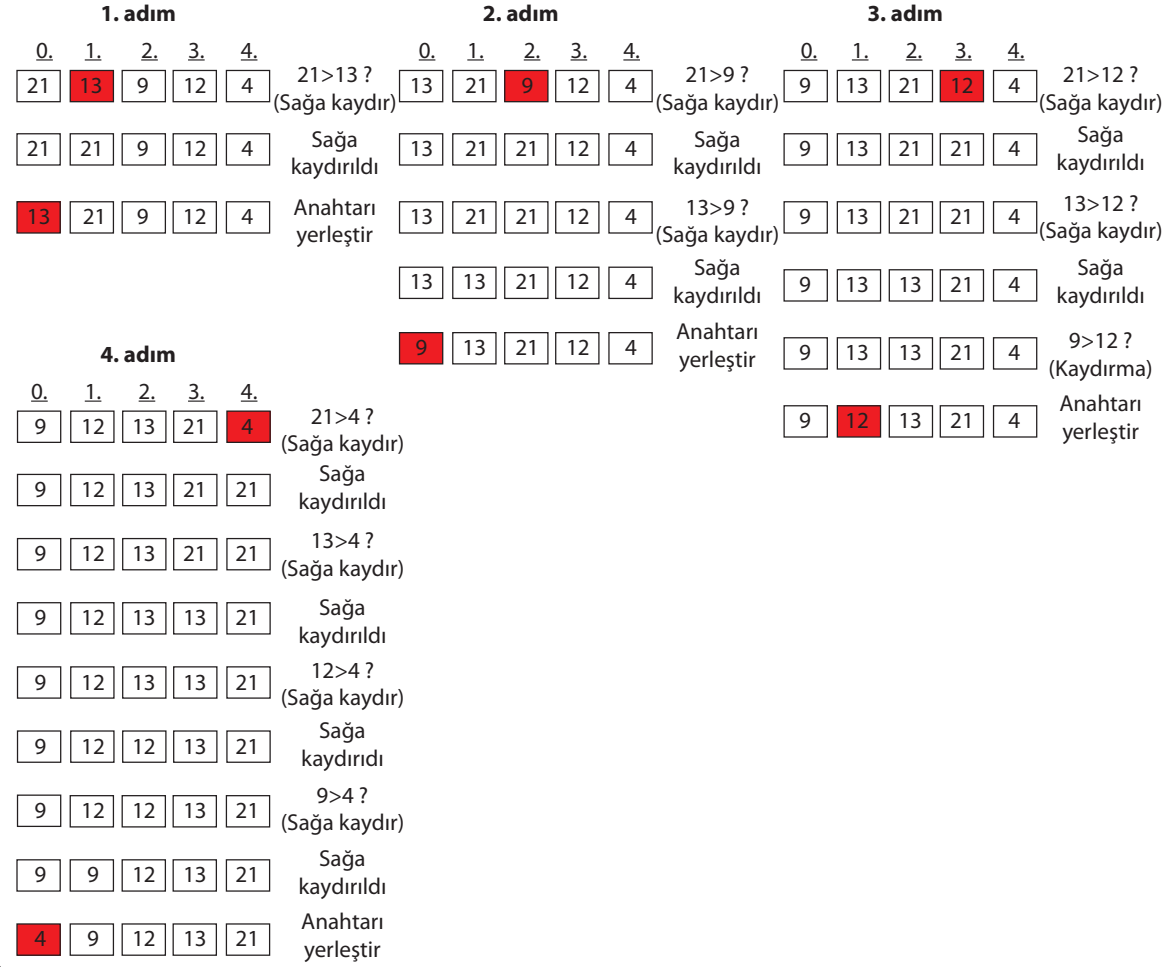 1. adım
0. 1. 2. 3. 4.
21 13 9 12 4 21>13 ?
(Sağa kaydır)
21 21 9 12 4 Sağa
kaydırıldı
13 21 9 12 4 Anahtarı
yerleştir
2. adım
0. 1. 2. 3. 4.
13 21 9 12 4 21>9 ?
(Sağa kaydır)
13 21 21 12 4 Sağa
kaydırıldı
13 21 21 12 4 13>9 ?
(Sağa kaydır)
13 13 21 12 4 Sağa
kaydırıldı
9 13 21 12 4 Anahtarı
yerleştir
3. adım
0. 1. 2. 3. 4.
9 13 21 12 4 21>12 ?
(Sağa kaydır)
9 13 21 21 4 Sağa
kaydırıldı
9 13 21 21 4 13>12 ?
(Sağa kaydır)
9 13 13 21 4 Sağa
kaydırıldı
9 13 13 21 4 9>12 ?
(Kaydırma)
9 12 13 21 4 Anahtarı
yerleştir
4. adım
0. 1. 2. 3. 4.
9 12 13 21 4 21>4 ?
(Sağa kaydır)
9 12 13 21 21 Sağa
kaydırıldı
9 12 13 21 21 13>4 ?
(Sağa kaydır)
9 12 13 13 21 Sağa
kaydırıldı
9 12 13 13 21 12>4 ?
(Sağa kaydır)
9 12 12 13 21 Sağa
kaydırıdı
9 12 12 13 21 9>4 ?
(Sağa kaydır)
9 9 12 13 21 Sağa
kaydırıldı
4 9 12 13 21 Anahtarı
yerleştir